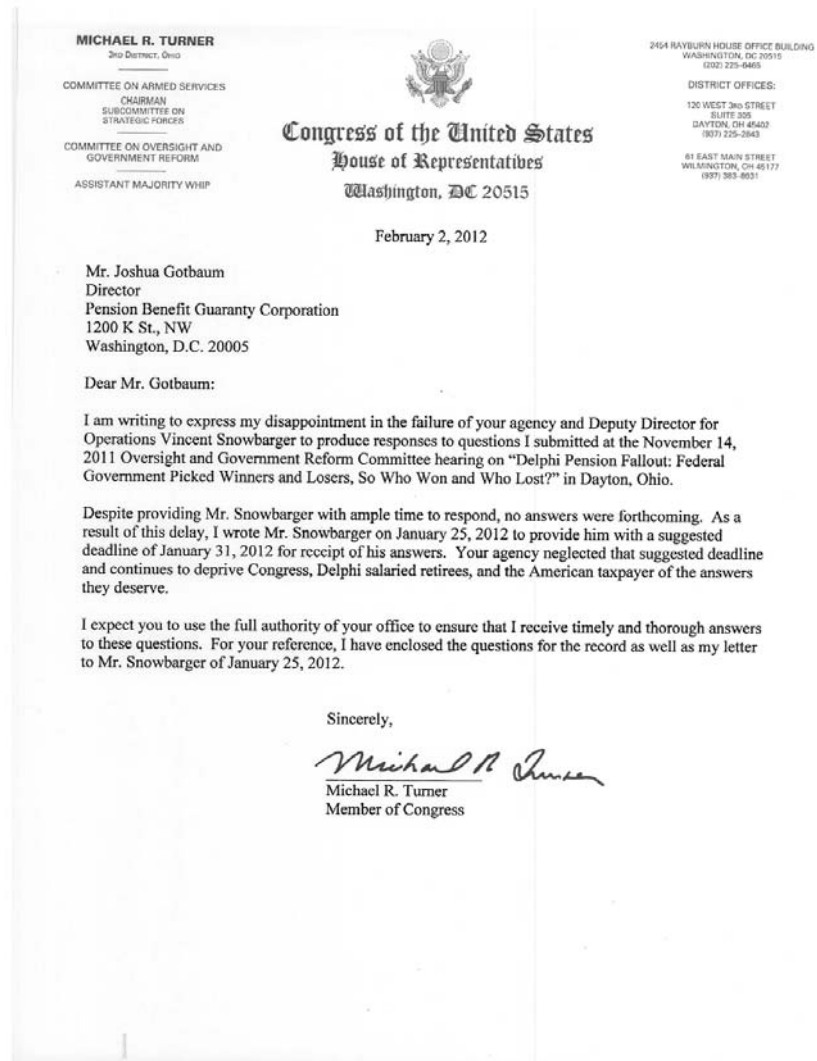 MICHAEL R. TURNER
3RD DISTRICT, OHIO
COMMITTEE ON ARMED SERVICES
CHAIRMAN
SUBCOMMITTEE ON
STRATEGIC FORCES
COMMITTEE ON OVERSIGHT AND
GOVERNMENT REFORM
ASSISTANT MAJORITY WHIP
Congress of the United States
House of Representatives
Washington, DC 20515
2454 RAYBURN HOUSE OFFICE BUILDING
WASHINGTON, DC 20515
(202) 225-6465
DISTRICT OFFICES:
120 WEST 3RD STREET
SUITE 305
DAYTON, OH 45402
(937) 225-2843
61 EAST MAIN STREET
WILMINGTON, OH 45177
(937) 383-8931
February 2, 2012
Mr. Joshua Gotbaum
Director
Pension Benefit Guaranty Corporation
1200 K St., NW
Washington, D.C. 20005
Dear Mr. Gotbaum:
I am writing to express my disappointment in the failure of your agency and Deputy Director for
Operations Vincent Snowbarger to produce responses to questions I submitted at the November 14,
2011 Oversight and Government Reform Committee hearing on “Delphi Pension Fallout: Federal
Government Picked Winners and Losers, So Who Won and Who Lost?” in Dayton, Ohio.
Despite providing Mr. Snowbarger with ample time to respond, no answers were forthcoming. As a
result of this delay, I wrote Mr. Snowbarger on January 25, 2012 to provide him with a suggested
deadline of January 31, 2012 for receipt of his answers. Your agency neglected that suggested deadline
and continues to deprive Congress, Delphi salaried retirees, and the American taxpayer of the answers
they deserve.
I expect you to use the full authority of your office to ensure that I receive timely and thorough answers
to these questions. For your reference, I have enclosed the questions for the record as well as my letter
to Mr. Snowbarger of January 25, 2012.
Sincerely,
Michael R Turner
Michael R. Turner
Member of Congress